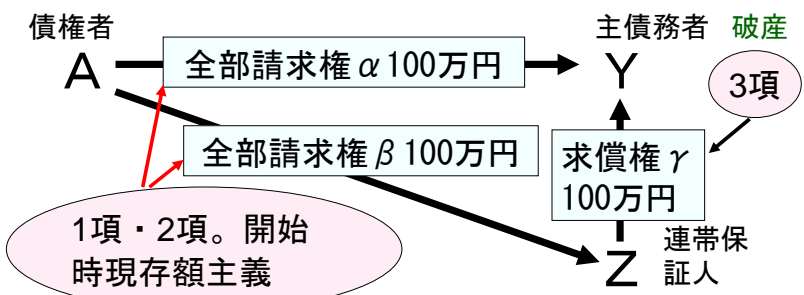 債権者
主債務者 破産
A
全部請求権α100万円
Y
3項
全部請求権β100万円
求償権γ
100万円
1項・2項。開始
時現存額主義
Z
連帯保
証人